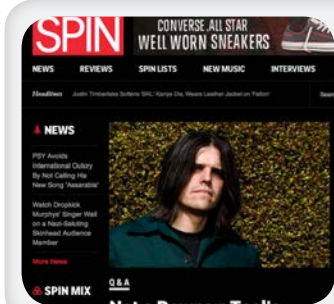 SPIN
CONVERSE ALL STAR
WELL WORN SNEAKERS
NEWS REVIEWS SPIN LISTS NEW MUSIC INTERVIEWS
Headlines Justin Timberlake Softens 'SNL' Kanye Dis, Wears Leather Jacket on 'Fallon'
NEWS
PSY Avoids
International Outcry
By Not Calling His
New Song 'Assarabia'
Watch Dropkick
Murphys' Singer Wail
on a Nazi-Saluting
Skinhead Audience
Member
More News
SPIN MIX
Q & A